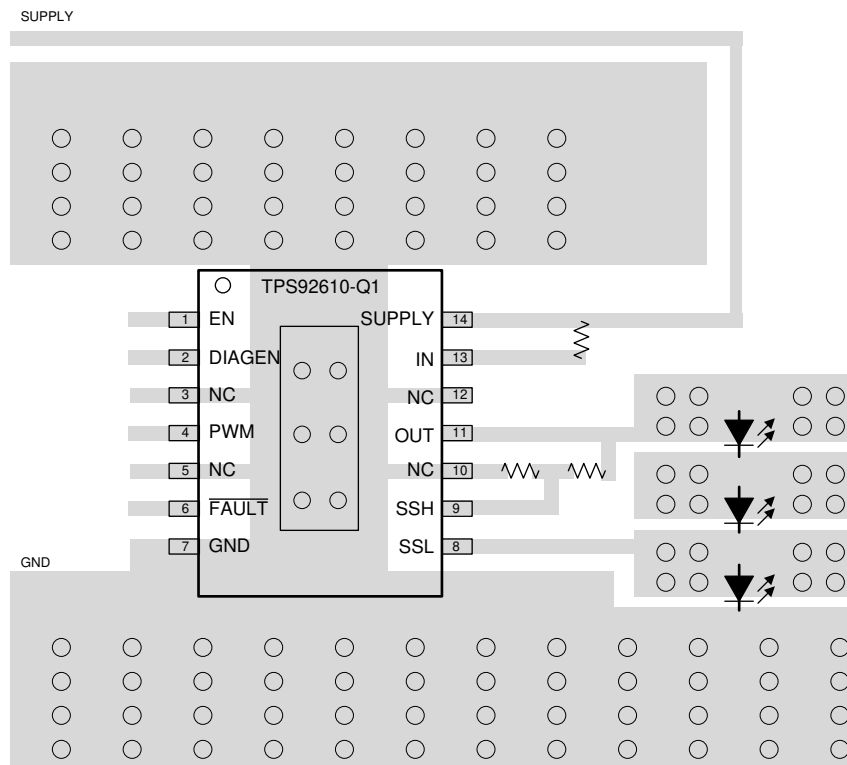 SUPPLY
TPS92610-Q1
1 EN SUPPLY 14
2 DIAGEN IN 13
3 NC NC 12
4 PWM OUT 11
5 NC NC 10
6 FAULT SSH 9
7 GND SSL 8
GND